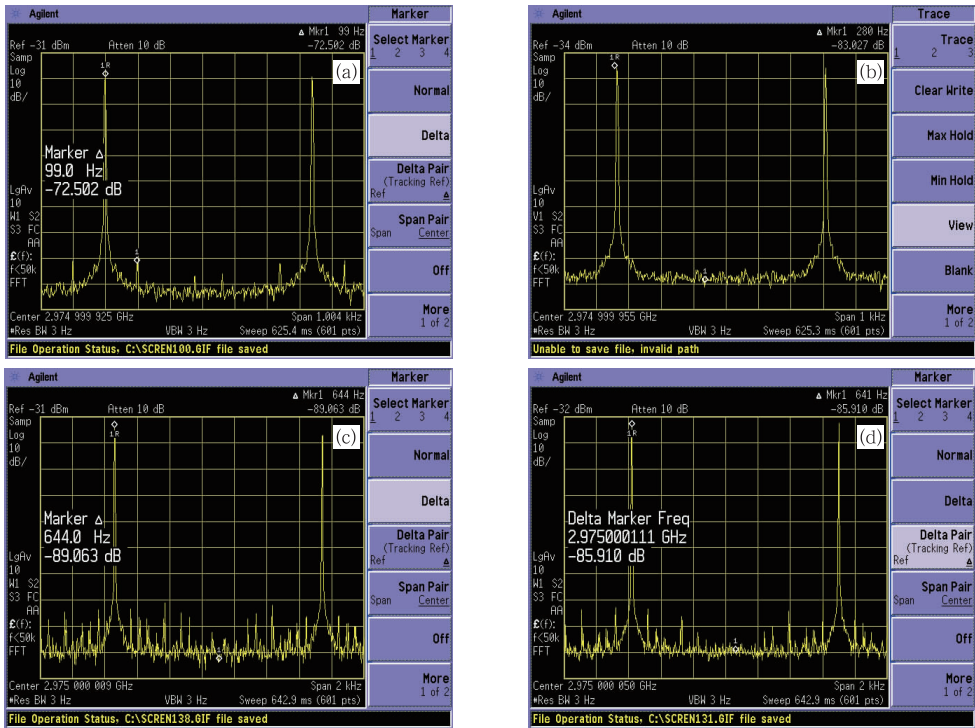 Agilent
Marker
▵ Mkr1 99 Hz
Ref -31 dBm Atten 10 dB -72.502 dB
Samp
Log
10
dB/
1R
(a)
Marker △
99.0 Hz
-72.502 dB
LgAv
10
W1 S2
S3 FC
AA
£(f):
f<50k
FFT
1
Center 2.974 999 925 GHz Span 1.004 kHz
#Res BW 3 Hz VBW 3 Hz Sweep 625.4 ms (601 pts)
File Operation Status, C:\SCREN100.GIF file saved
Select Marker
1 2 3 4
Normal
Delta
Delta Pair
(Tracking Ref)
Ref △
Span Pair
Span Center
Off
More
1 of 2
Agilent
Trace
▵ Mkr1 280 Hz
Ref -34 dBm Atten 10 dB -83.027 dB
Samp
Log
10
dB/
1R
(b)
LgAv
10
V1 S2
S3 FC
AA
£(f):
f<50k
FFT
1
Center 2.974 999 955 GHz Span 1 kHz
#Res BW 3 Hz VBW 3 Hz Sweep 625.3 ms (601 pts)
Unable to save file, invalid path
Trace
1 2 3
Clear Write
Max Hold
Min Hold
View
Blank
More
1 of 2
Agilent
Marker
▵ Mkr1 644 Hz
Ref -31 dBm Atten 10 dB -89.063 dB
Samp
Log
10
dB/
1R
(c)
Marker △
644.0 Hz
-89.063 dB
LgAv
10
W1 S2
S3 FC
AA
£(f):
f<50k
FFT
1
Center 2.975 000 009 GHz Span 2 kHz
#Res BW 3 Hz VBW 3 Hz Sweep 642.9 ms (601 pts)
File Operation Status, C:\SCREN138.GIF file saved
Select Marker
1 2 3 4
Normal
Delta
Delta Pair
(Tracking Ref)
Ref △
Span Pair
Span Center
Off
More
1 of 2
Agilent
Marker
▵ Mkr1 641 Hz
Ref -32 dBm Atten 10 dB -85.910 dB
Samp
Log
10
dB/
1R
(d)
Delta Marker Freq
2.975000111 GHz
-85.910 dB
LgAv
10
W1 S2
S3 FC
AA
£(f):
f<50k
FFT
1
Center 2.975 000 050 GHz Span 2 kHz
#Res BW 3 Hz VBW 3 Hz Sweep 642.9 ms (601 pts)
File Operation Status, C:\SCREN131.GIF file saved
Select Marker
1 2 3 4
Normal
Delta
Delta Pair
(Tracking Ref)
Ref △
Span Pair
Span Center
Off
More
1 of 2